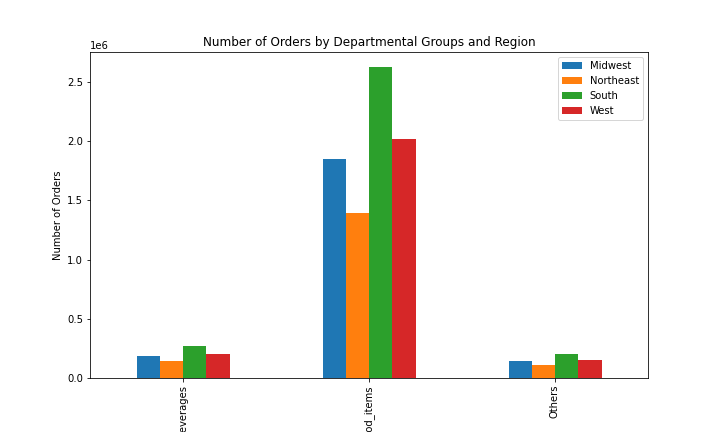 Number of Orders by Departmental Groups and Region
1e6
Midwest
Northeast
South
West
Number of Orders
2.5
2.0
1.5
1.0
0.5
0.0
everages
od_items
Others